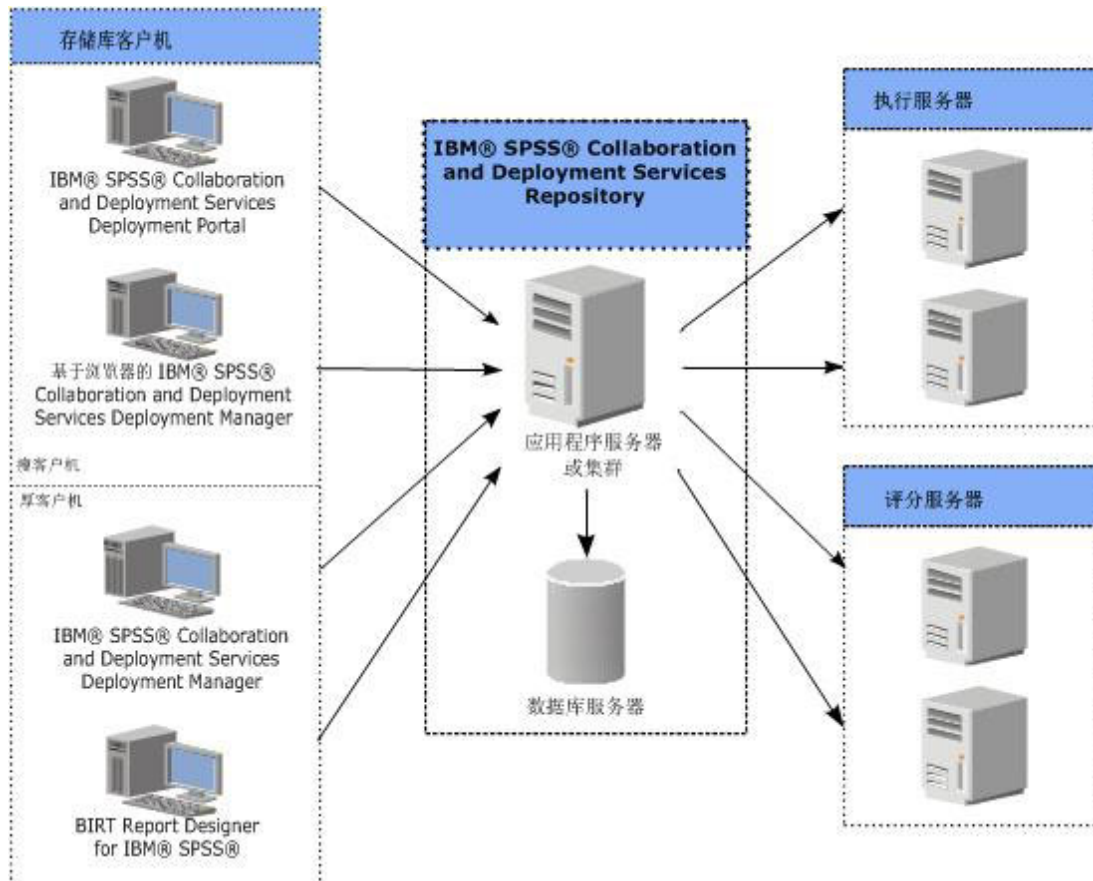 存储库客户机
IBM® SPSS® Collaboration
and Deployment Services
Deployment Portal
基于浏览器的 IBM® SPSS®
Collaboration and Deployment
Services Deployment Manager
瘦客户机
厚客户机
IBM® SPSS® Collaboration
and Deployment Services
Deployment Manager
BIRT Report Designer
for IBM® SPSS®
IBM® SPSS® Collaboration
and Deployment Services
Repository
应用程序服务器
或集群
数据库服务器
执行服务器
评分服务器